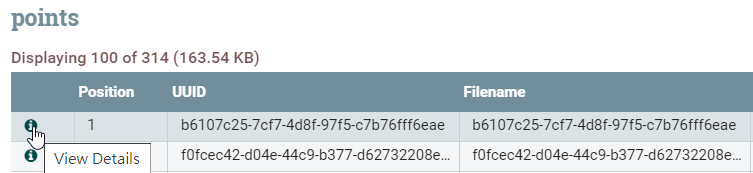 points
Displaying 100 of 314 (163.54 KB)
Position UUID Filename
1 b6107c25-7cf7-4d8f-97f5-c7b76fff6eae b6107c25-7cf7-4d8f-97f5-c7b76fff6eae
View Details f0fcec42-d04e-44c9-b377-d62732208e... f0fcec42-d04e-44c9-b377-d62732208e...